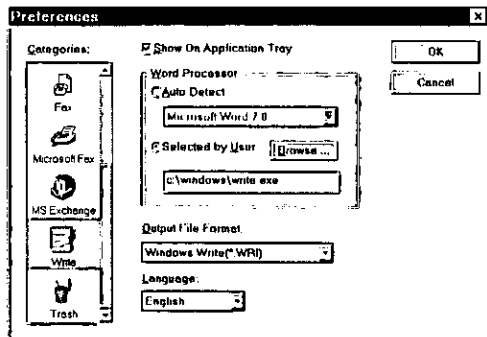 Preferences
Categories:
Fax
Microsoft Fax
MS Exchange
Write
Trash
Show On Application Tray
Word Processor
Auto Detect
Microsoft Word 7.0
Selected by User
Browse ...
c:\windows\write.exe
Output File Format
Windows Write(*.WRI)
Language:
English
OK
Cancel